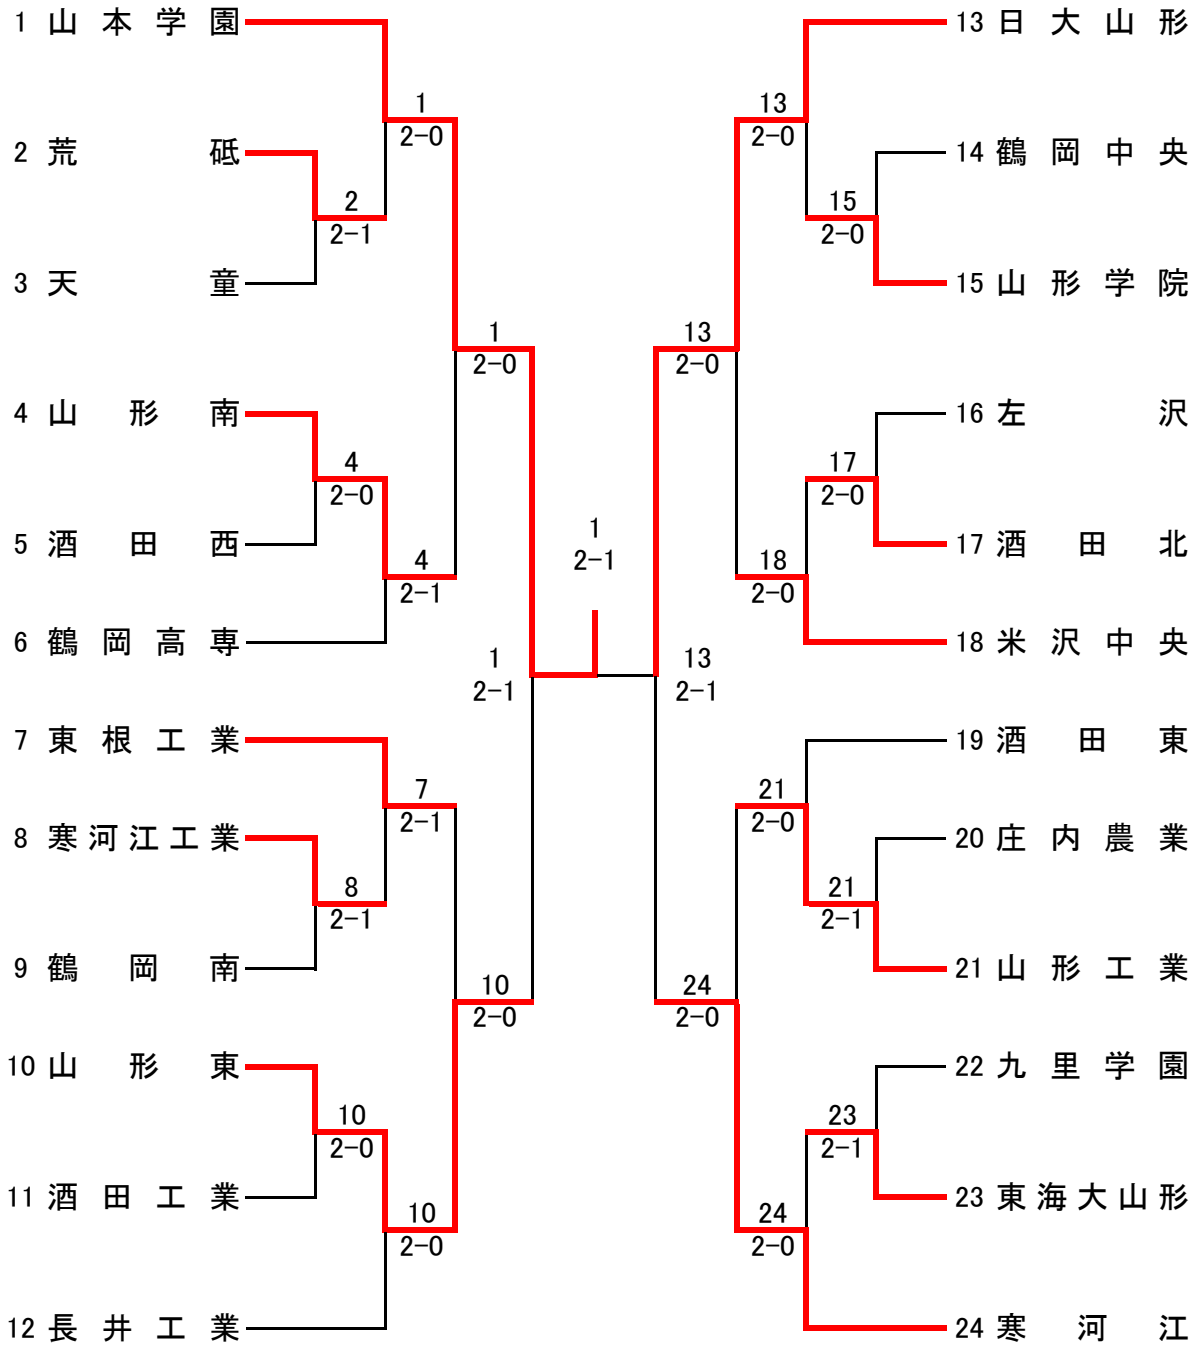 1 山本学園
13 日大山形
1
2-0
13
2-0
2 荒砥
14 鶴岡中央
2
2-1
15
2-0
3 天童
15 山形学院
1
2-0
13
2-0
4 山形南
16 左沢
4
2-0
17
2-0
5 酒田西
1
2-1
17 酒田北
4
2-1
18
2-0
6 鶴岡高専
18 米沢中央
1
2-1
13
2-1
7 東根工業
19 酒田東
7
2-1
21
2-0
8 寒河江工業
20 庄内農業
8
2-1
21
2-1
9 鶴岡南
21 山形工業
10
2-0
24
2-0
10 山形東
22 九里学園
10
2-0
23
2-1
11 酒田工業
23 東海大山形
10
2-0
24
2-0
12 長井工業
24 寒河江